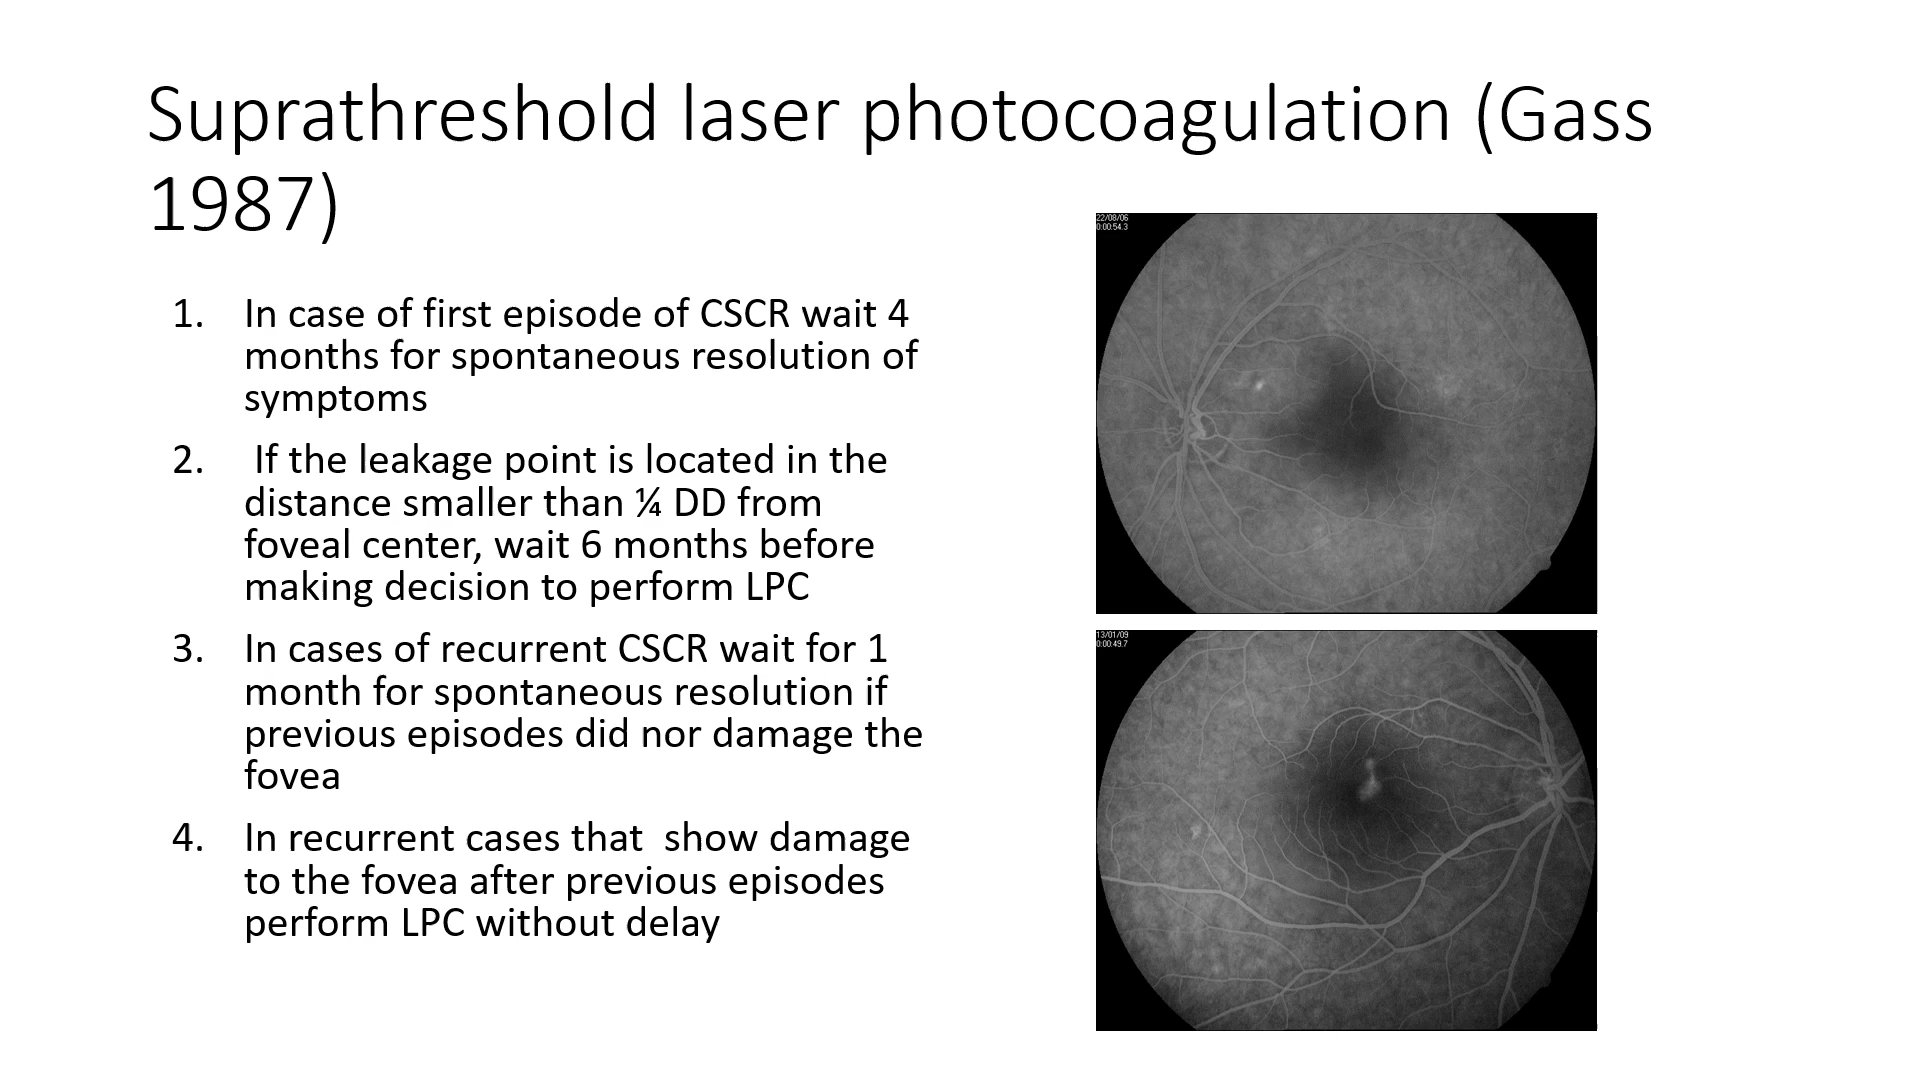 Suprathreshold laser photocoagulation (Gass
1987)
1. In case of first episode of CSCR wait 4
months for spontaneous resolution of
symptoms
2. If the leakage point is located in the
distance smaller than ¼ DD from
foveal center, wait 6 months before
making decision to perform LPC
3. In cases of recurrent CSCR wait for 1
month for spontaneous resolution if
previous episodes did nor damage the
fovea
4. In recurrent cases that show damage
to the fovea after previous episodes
perform LPC without delay
22/08/06
0:00:54.3
13/01/09
0:00:49.7